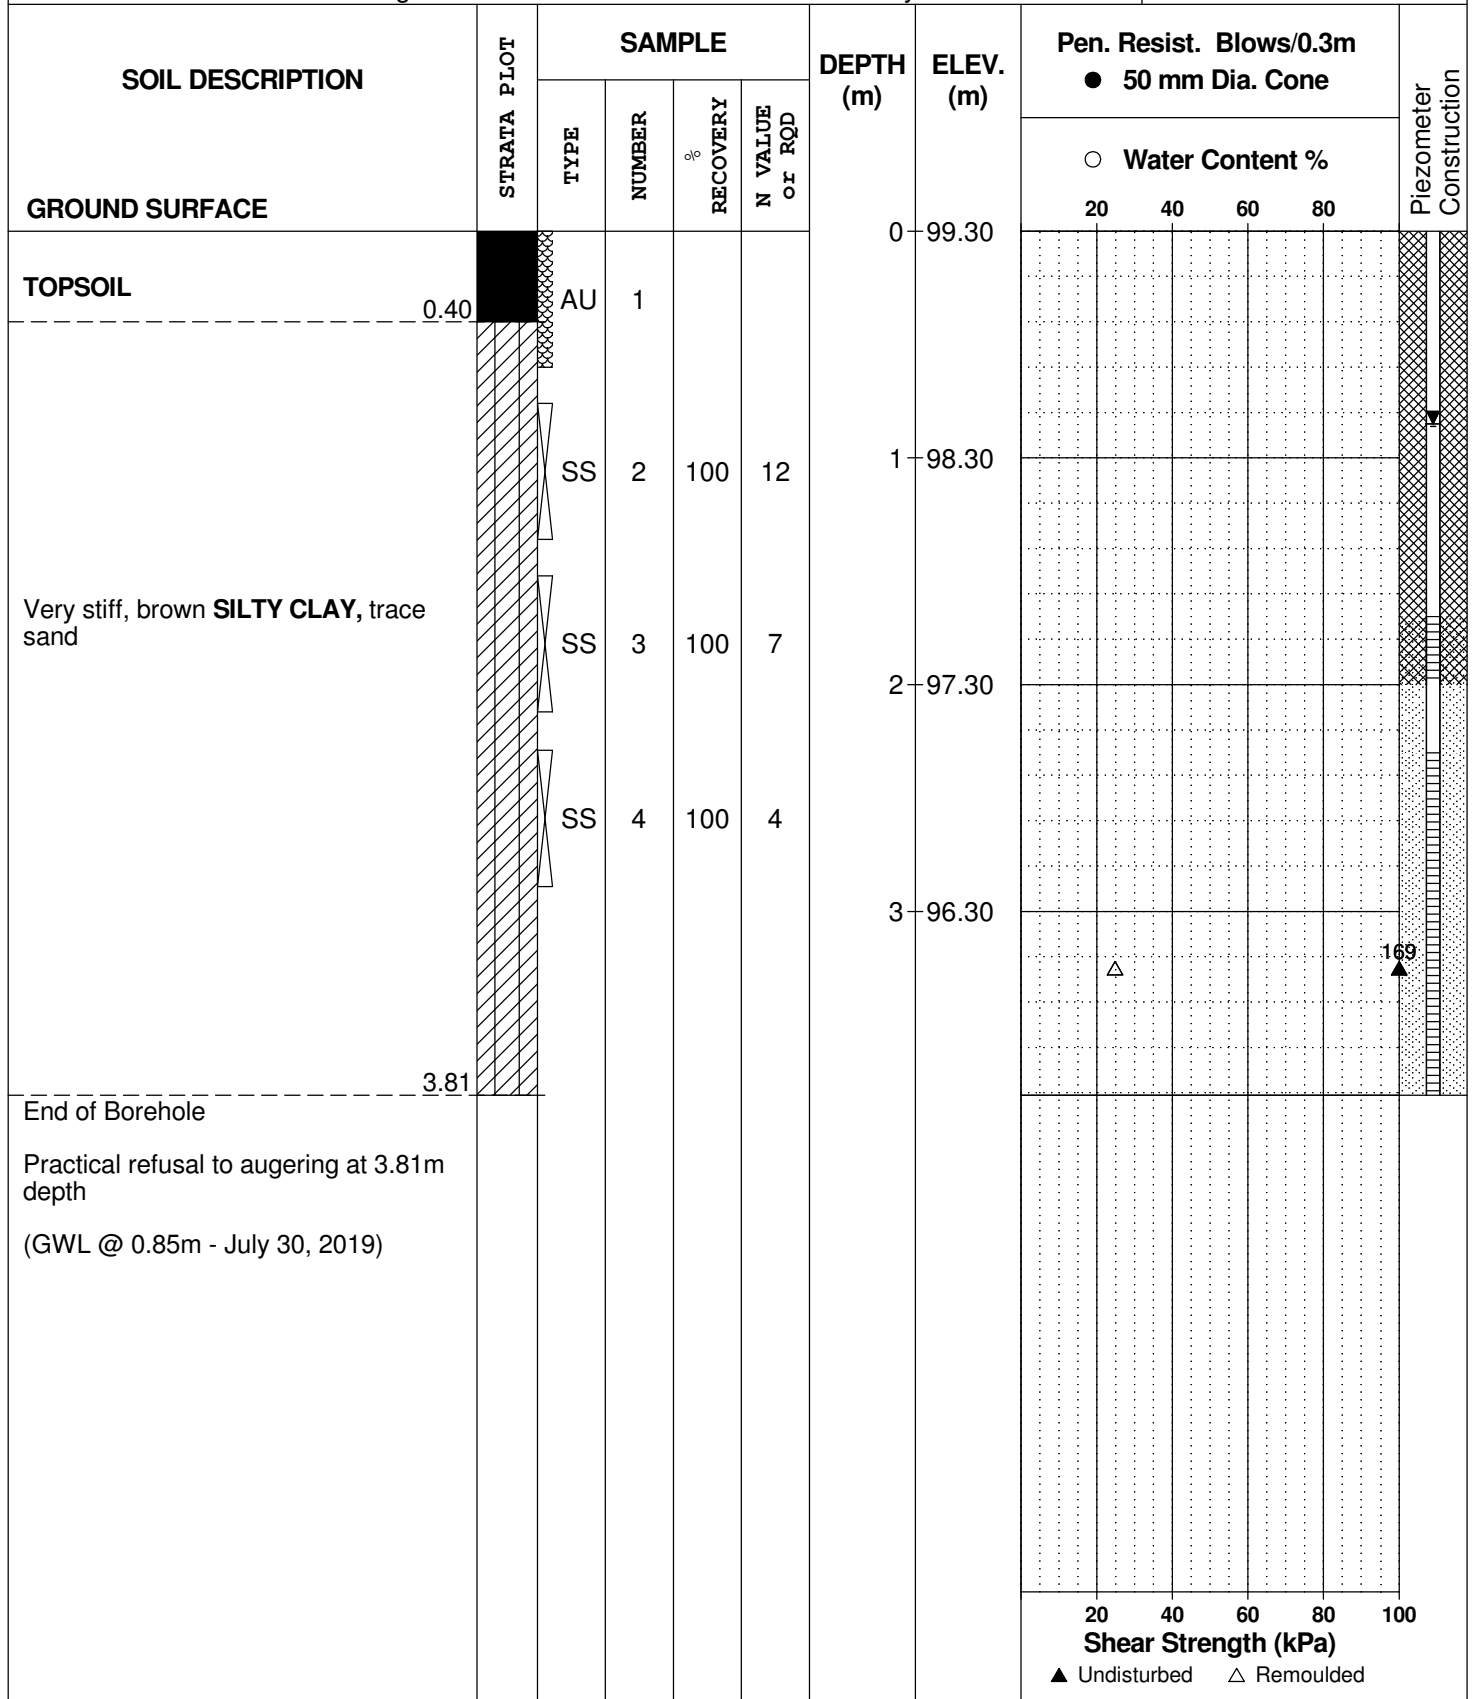 SOIL DESCRIPTION
GROUND SURFACE
STRATA PLOT
SAMPLE
TYPE
NUMBER
%
RECOVERY
N VALUE
or RQD
DEPTH
(m)
ELEV.
(m)
Pen. Resist. Blows/0.3m
● 50 mm Dia. Cone
○ Water Content %
20 40 60 80
Piezometer
Construction
0 99.30
TOPSOIL
0.40
AU 1
SS 2 100 12
1 98.30
Very stiff, brown SILTY CLAY, trace
sand
SS 3 100 7
2 97.30
SS 4 100 4
3 96.30
169
3.81
End of Borehole
Practical refusal to augering at 3.81m
depth
(GWL @ 0.85m - July 30, 2019)
20 40 60 80 100
Shear Strength (kPa)
▲ Undisturbed △ Remoulded